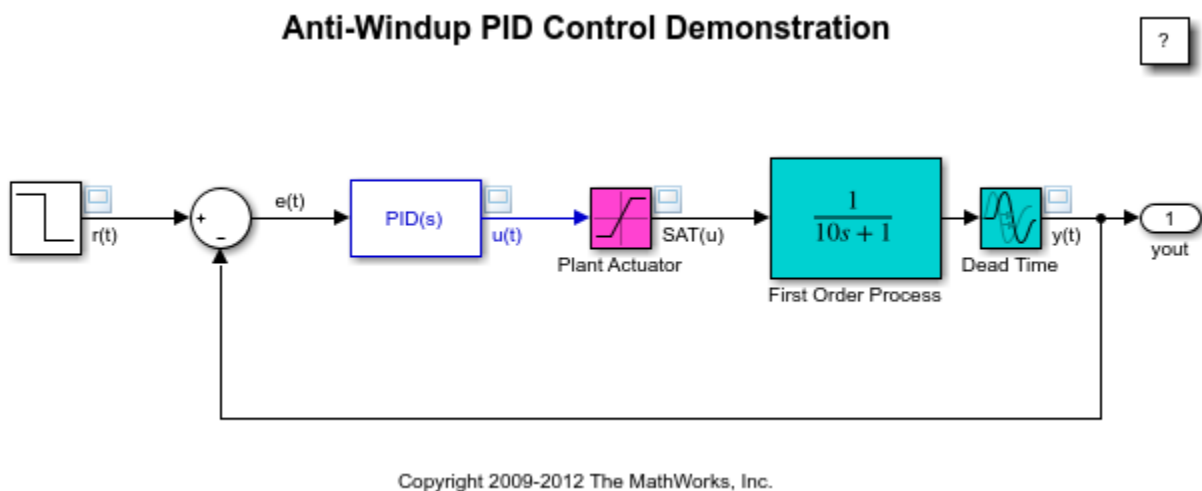 Anti-Windup PID Control Demonstration
?
r(t)
+
−
e(t)
PID(s)
u(t)
Plant Actuator
SAT(u)
1
10s + 1
First Order Process
Dead Time
y(t)
1
yout
Copyright 2009-2012 The MathWorks, Inc.